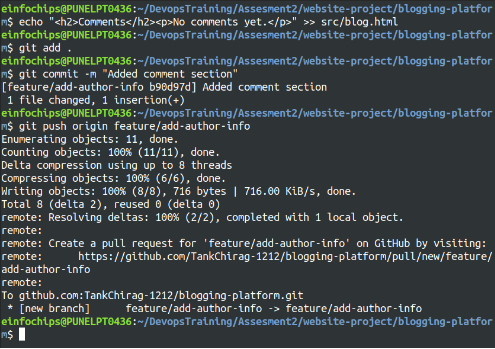 einfochips@PUNELPT0436:~/DevopsTraining/Assesment2/website-project/blogging-platfor
m$ echo "<h2>Comments</h2><p>No comments yet.</p>" >> src/blog.html
einfochips@PUNELPT0436:~/DevopsTraining/Assesment2/website-project/blogging-platfor
m$ git add .
einfochips@PUNELPT0436:~/DevopsTraining/Assesment2/website-project/blogging-platfor
m$ git commit -m "Added comment section"
[feature/add-author-info b90d97d] Added comment section
 1 file changed, 1 insertion(+)
einfochips@PUNELPT0436:~/DevopsTraining/Assesment2/website-project/blogging-platfor
m$ git push origin feature/add-author-info
Enumerating objects: 11, done.
Counting objects: 100% (11/11), done.
Delta compression using up to 8 threads
Compressing objects: 100% (6/6), done.
Writing objects: 100% (8/8), 716 bytes | 716.00 KiB/s, done.
Total 8 (delta 2), reused 0 (delta 0)
remote: Resolving deltas: 100% (2/2), completed with 1 local object.
remote:
remote: Create a pull request for 'feature/add-author-info' on GitHub by visiting:
remote:      https://github.com/TankChirag-1212/blogging-platform/pull/new/feature/
add-author-info
remote:
To github.com:TankChirag-1212/blogging-platform.git
 * [new branch]      feature/add-author-info -> feature/add-author-info
einfochips@PUNELPT0436:~/DevopsTraining/Assesment2/website-project/blogging-platfor
m$